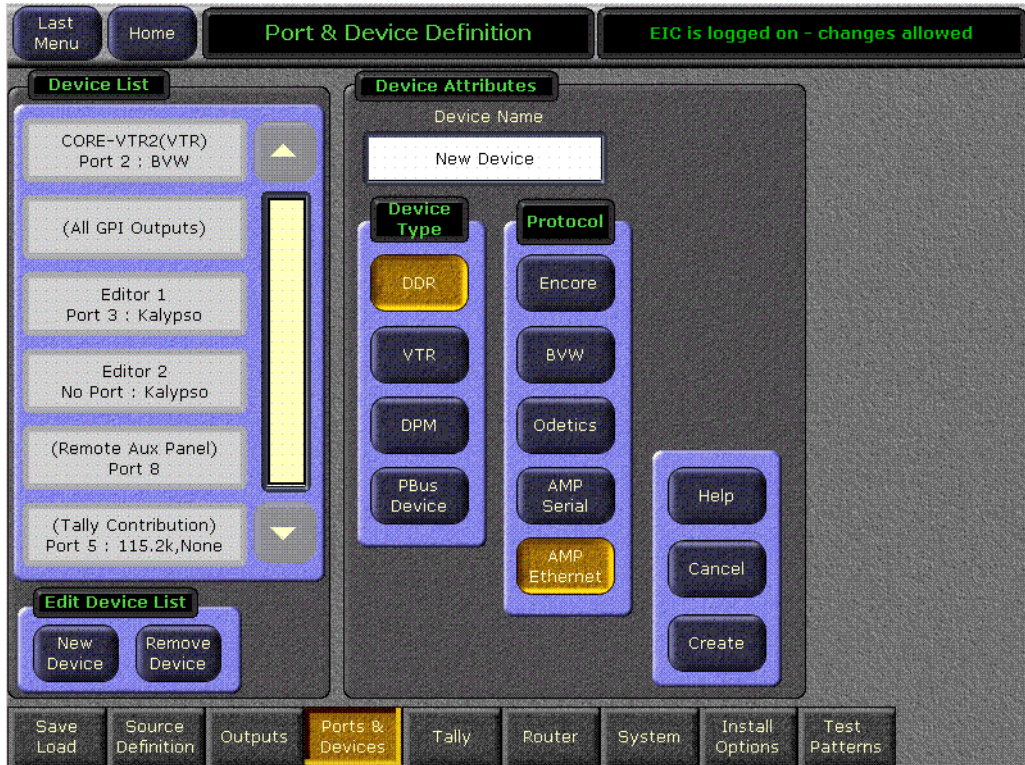 Last
Menu
Home
Port & Device Definition
EIC is logged on - changes allowed
Device List
CORE-VTR2(VTR)
Port 2 : BVW
(All GPI Outputs)
Editor 1
Port 3 : Kalypso
Editor 2
No Port : Kalypso
(Remote Aux Panel)
Port 8
(Tally Contribution)
Port 5 : 115.2k,None
Edit Device List
New
Device
Remove
Device
Device Attributes
Device Name
New Device
Device
Type
DDR
VTR
DPM
PBus
Device
Protocol
Encore
BVW
Odetics
AMP
Serial
AMP
Ethernet
Help
Cancel
Create
Save
Load
Source
Definition
Outputs
Ports &
Devices
Tally
Router
System
Install
Options
Test
Patterns